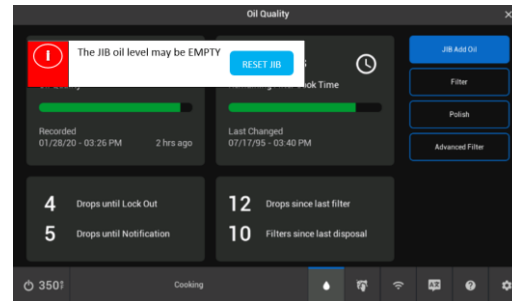 Oil Quality
The JIB oil level may be EMPTY
RESET JIB
JIB Add Oil
Filter
Polish
Advanced Filter
Recorded
01/28/20 - 03:26 PM
2 hrs ago
Last Changed
07/17/95 - 03:40 PM
4 Drops until Lock Out
5 Drops until Notification
12 Drops since last filter
10 Filters since last disposal
Cooking